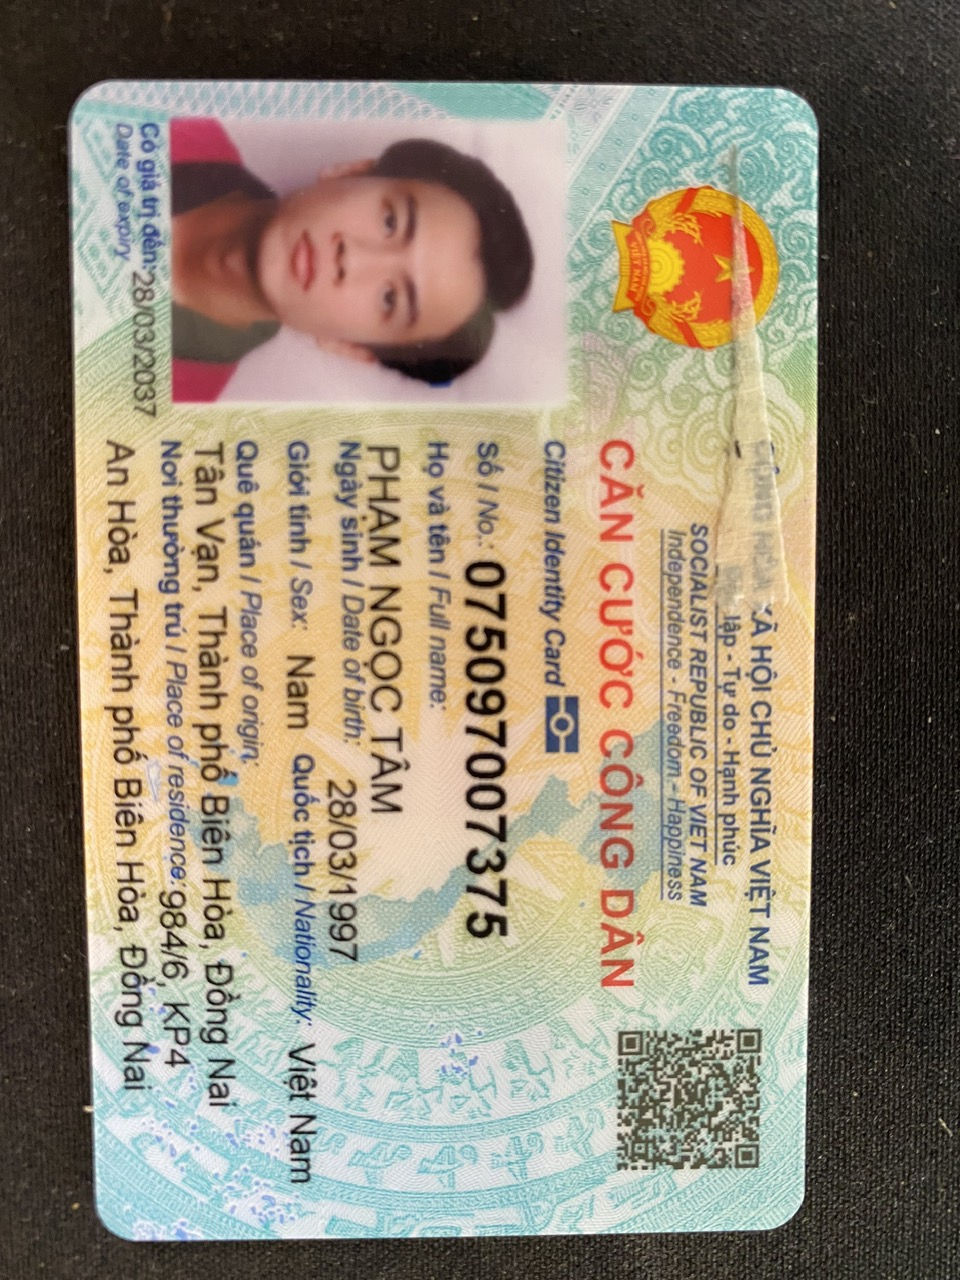 XÃ HỘI CHỦ NGHĨA VIỆT NAM
lập - Tự do - Hạnh phúc
SOCIALIST REPUBLIC OF VIET NAM
Independence - Freedom - Happiness
CĂN CƯỚC CÔNG DÂN
Citizen Identity Card
Số / No.: 075097007375
Họ và tên / Full name:
PHẠM NGỌC TÂM
Ngày sinh / Date of birth: 28/03/1997
Giới tính / Sex: Nam Quốc tịch / Nationality: Việt Nam
Quê quán / Place of origin:
Tân Vạn, Thành phố Biên Hòa, Đồng Nai
Nơi thường trú / Place of residence: 984/6, KP4
An Hòa, Thành phố Biên Hòa, Đồng Nai
Có giá trị đến: 28/03/2037
Date of expiry
VIỆT NAM